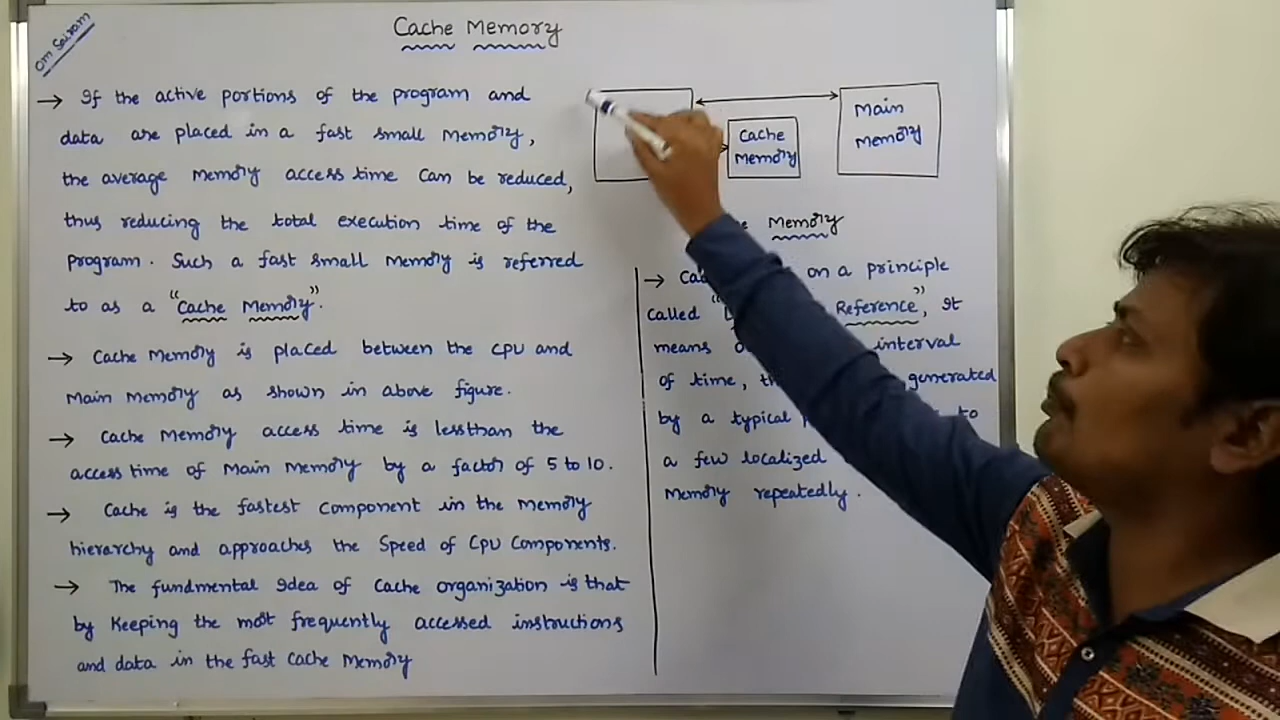 Om Sairam
Cache Memory
→ If the active portions of the program and
data are placed in a fast small memory,
the average memory access time can be reduced,
thus reducing the total execution time of the
program. Such a fast small memory is referred
to as a "Cache Memory".
→ Cache Memory is placed between the CPU and
Main Memory as shown in above figure.
→ Cache Memory access time is lessthan the
access time of Main Memory by a factor of 5 to 10.
→ Cache is the fastest component in the memory
hierarchy and approaches the Speed of CPU Components.
→ The fundmental Idea of Cache organization is that
by Keeping the most frequently accessed instructions
and data in the fast Cache Memory
Cache
Memory
Main
Memory
Memory
→ on a principle
Called " Reference", It
means interval
of time, generated
by a typical to
a few localized
Memory repeatedly.